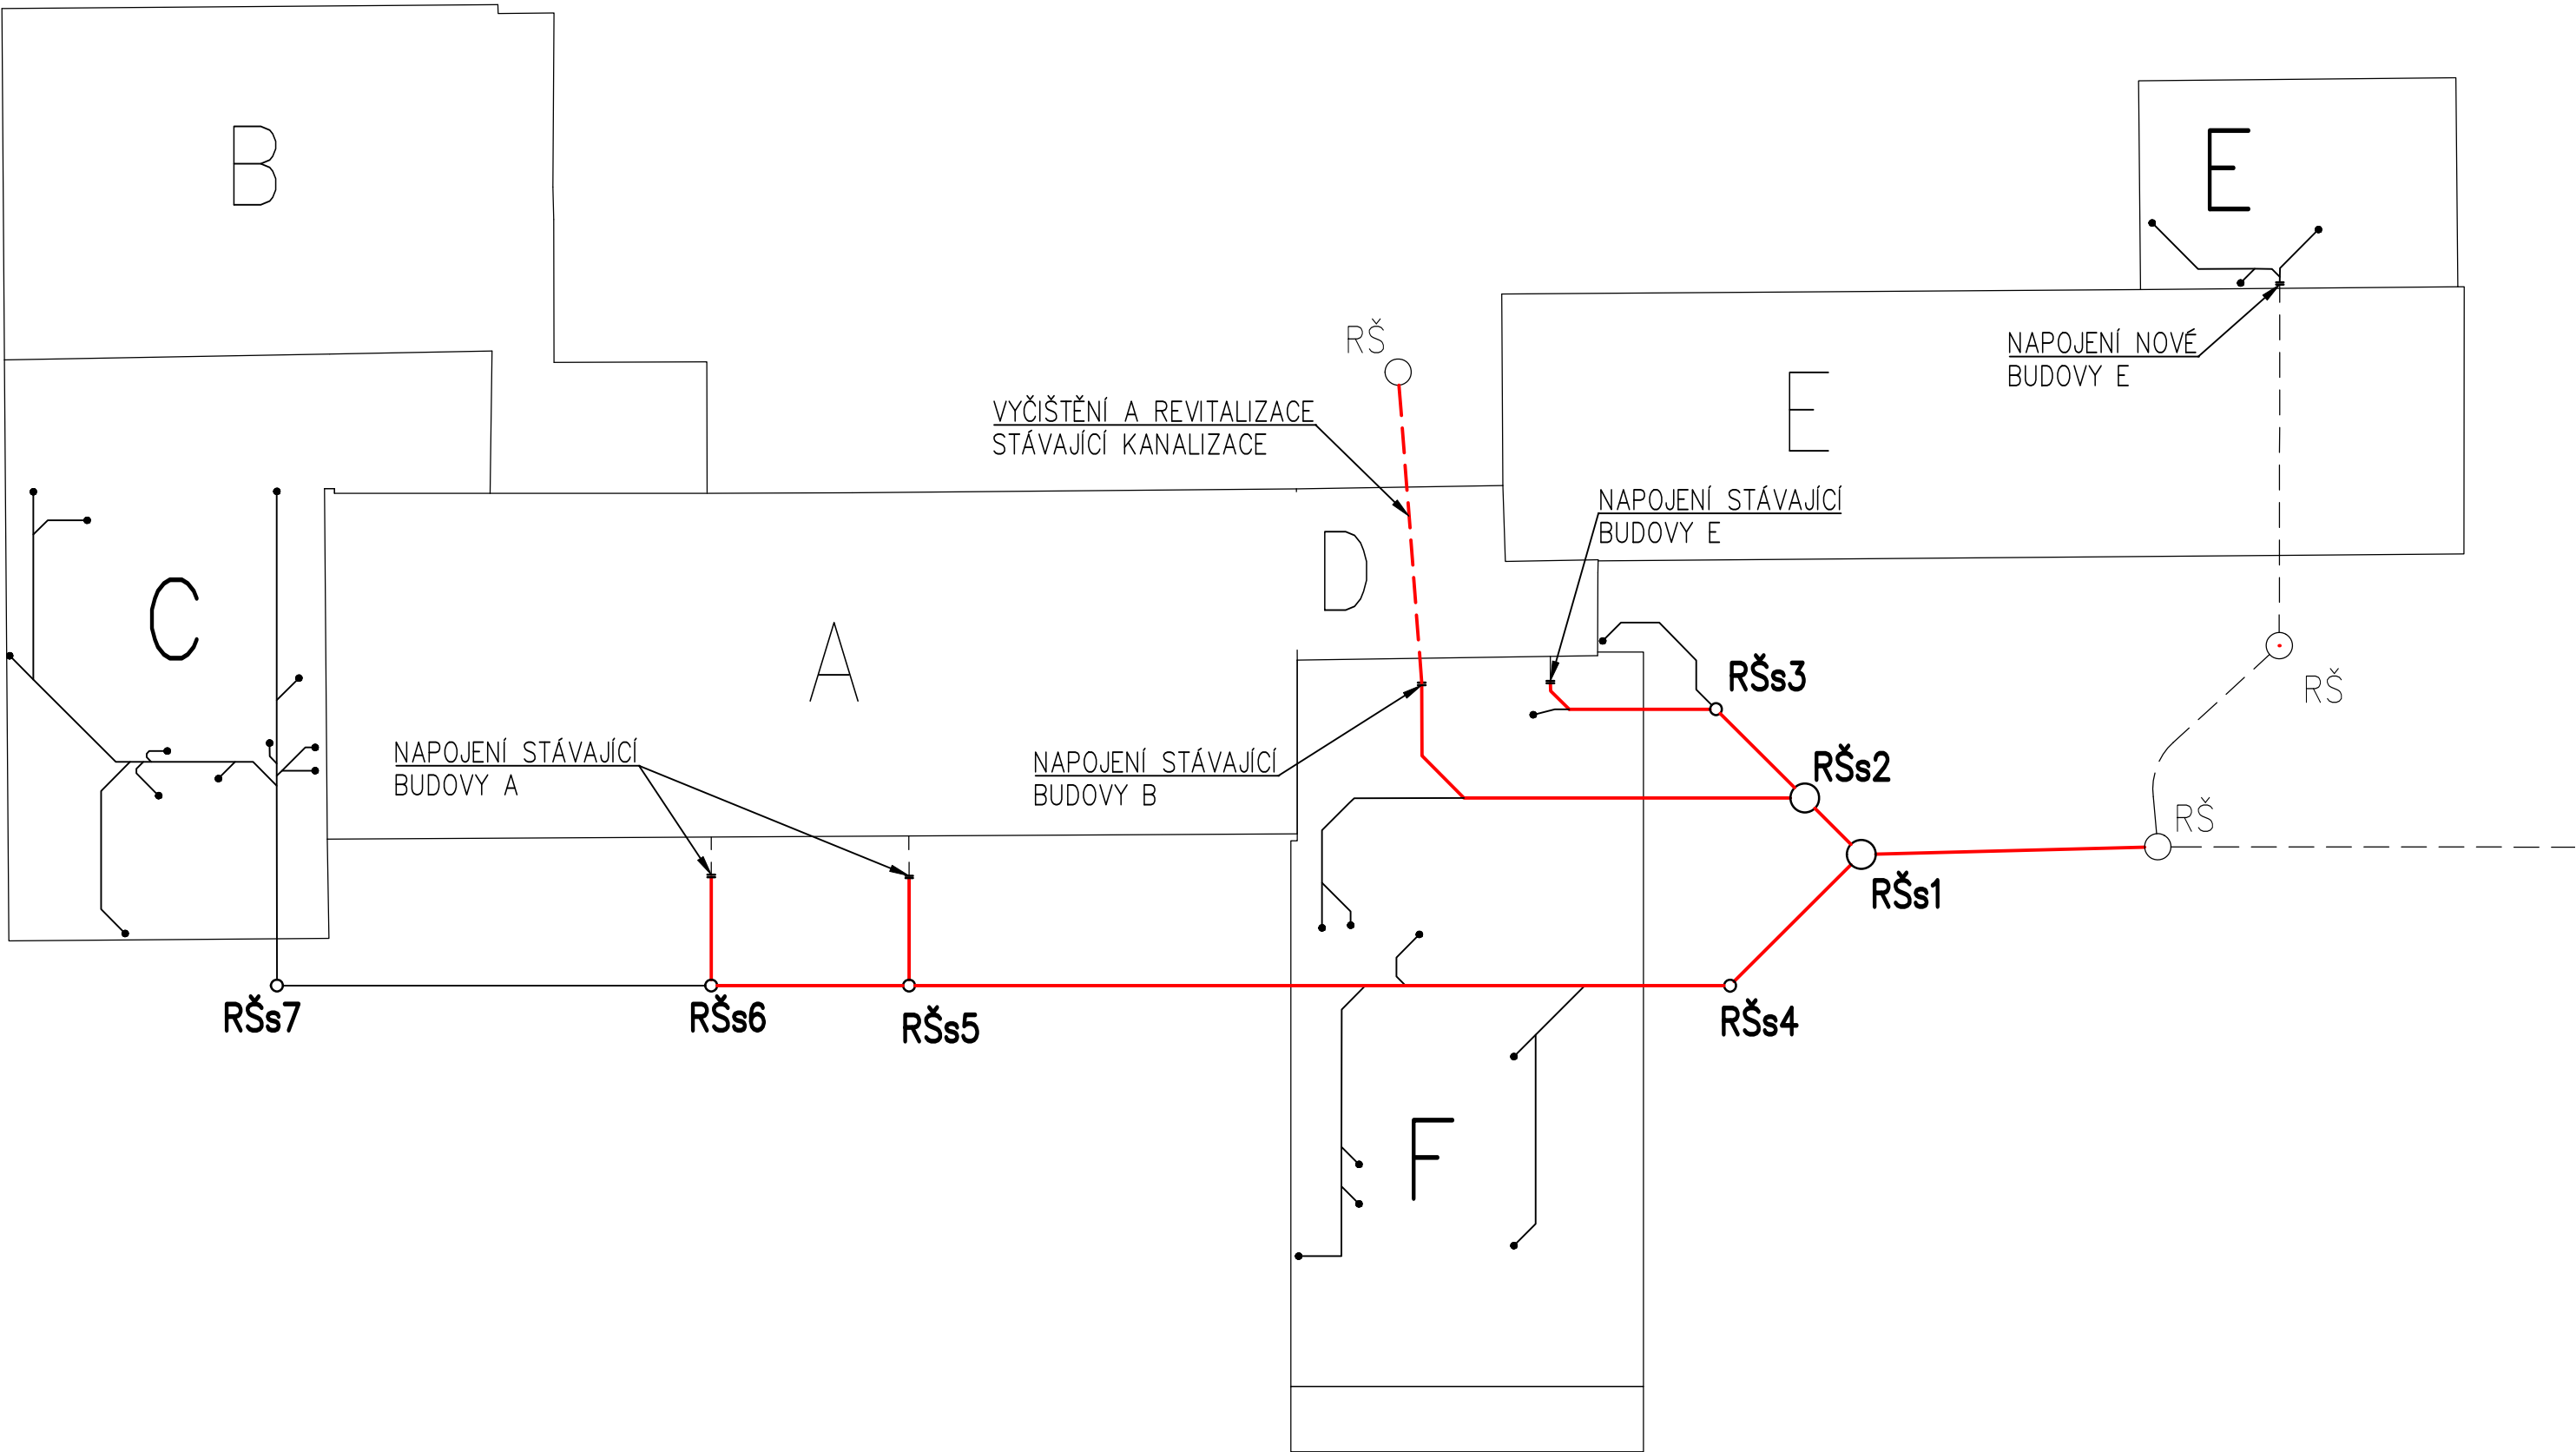 B
E
RŠ
NAPOJENÍ NOVÉ
BUDOVY E
E
VYČIŠTĚNÍ A REVITALIZACE
STÁVAJÍCÍ KANALIZACE
NAPOJENÍ STÁVAJÍCÍ
BUDOVY E
D
C
A
RŠs3
RŠ
NAPOJENÍ STÁVAJÍCÍ
BUDOVY A
NAPOJENÍ STÁVAJÍCÍ
BUDOVY B
RŠs2
RŠ
RŠs1
RŠs7
RŠs6
RŠs5
RŠs4
F